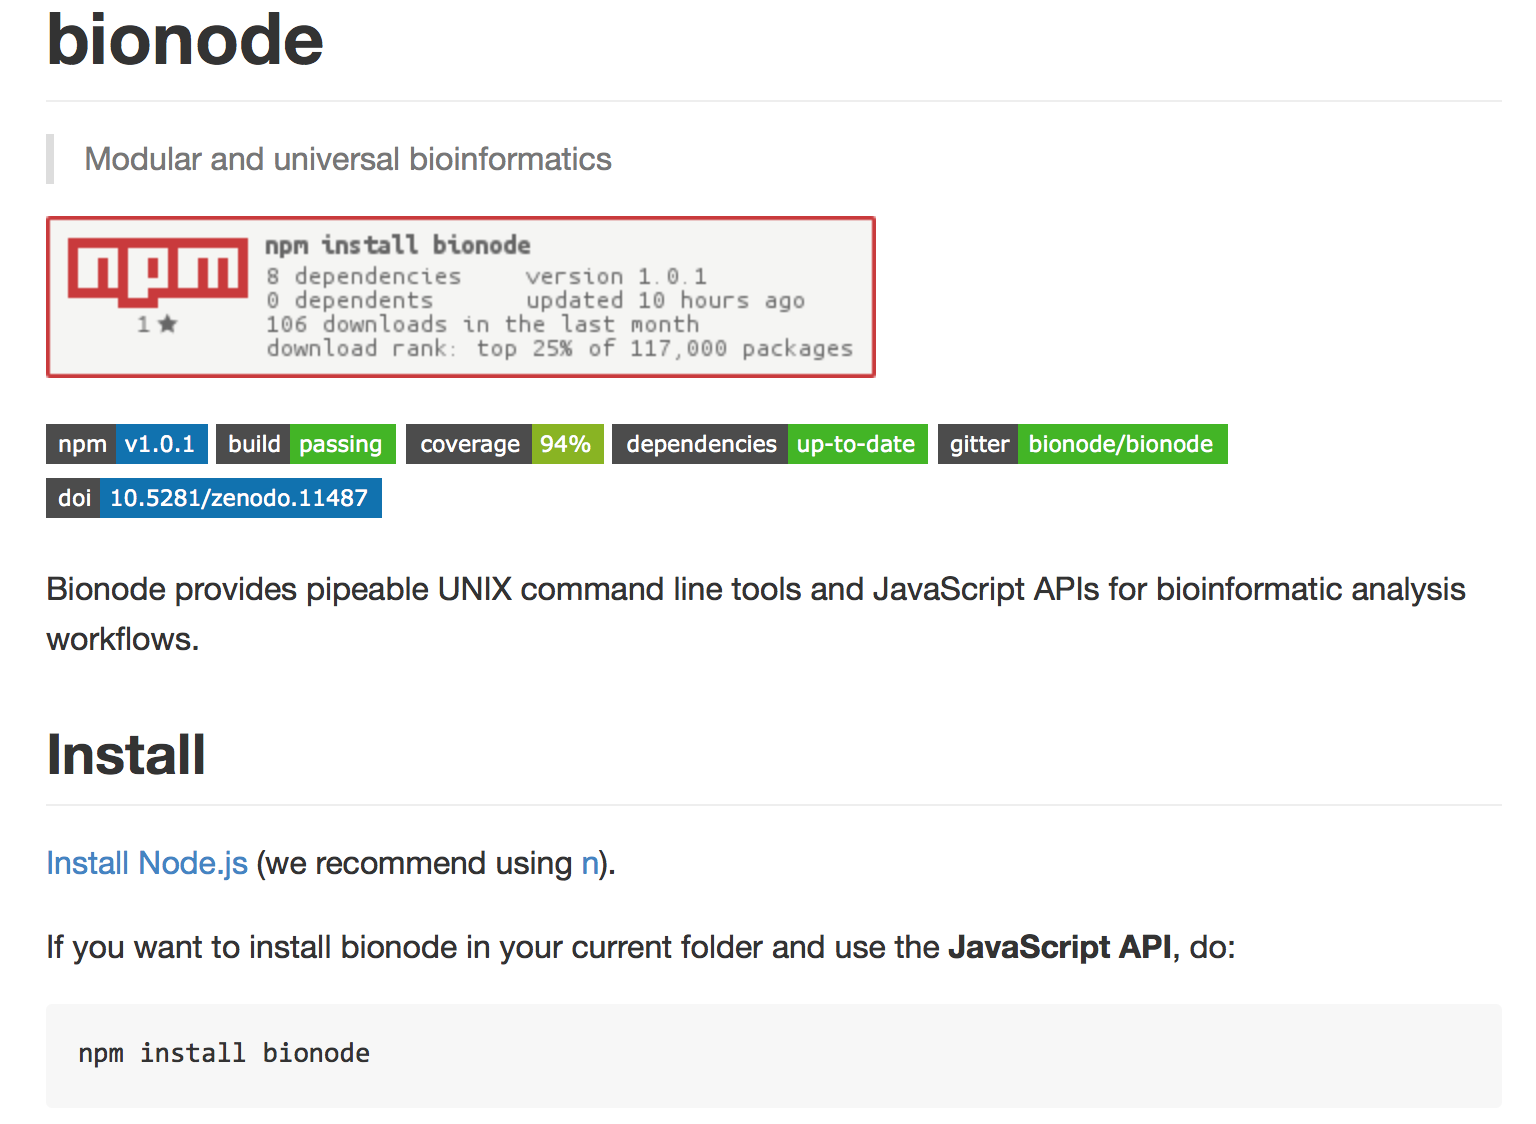 bionode
Modular and universal bioinformatics
npm
1 ★
npm install bionode
8 dependencies version 1.0.1
0 dependents updated 10 hours ago
106 downloads in the last month
download rank: top 25% of 117,000 packages
npm v1.0.1 build passing coverage 94% dependencies up-to-date gitter bionode/bionode
doi 10.5281/zenodo.11487
Bionode provides pipeable UNIX command line tools and JavaScript APIs for bioinformatic analysis
workflows.
Install
Install Node.js (we recommend using n).
If you want to install bionode in your current folder and use the JavaScript API, do:
npm install bionode